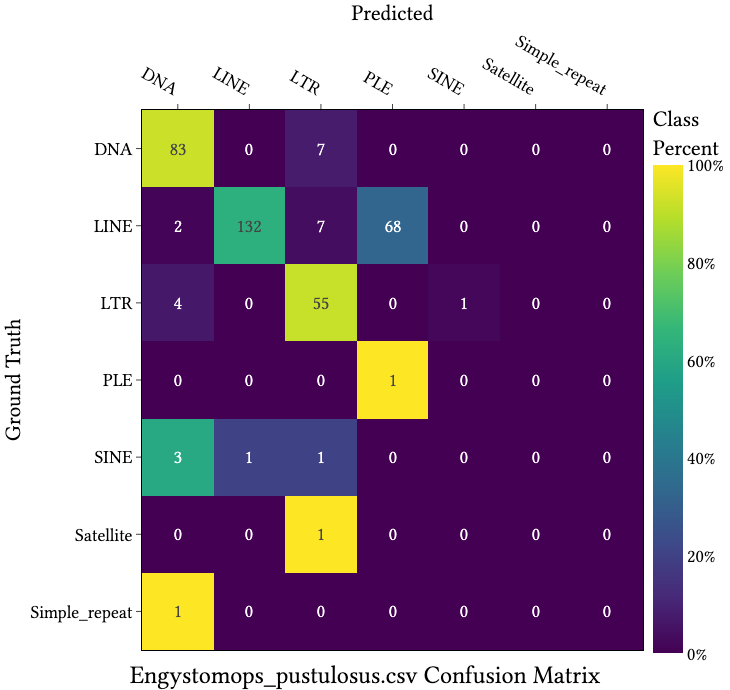 Predicted
DNA LINE LTR PLE SINE Satellite Simple_repeat
Class
Percent
Ground Truth
DNA 83 0 7 0 0 0 0
LINE 2 132 7 68 0 0 0
LTR 4 0 55 0 1 0 0
PLE 0 0 0 1 0 0 0
SINE 3 1 1 0 0 0 0
Satellite 0 0 1 0 0 0 0
Simple_repeat 1 0 0 0 0 0 0
100%
80%
60%
40%
20%
0%
Engystomops_pustulosus.csv Confusion Matrix